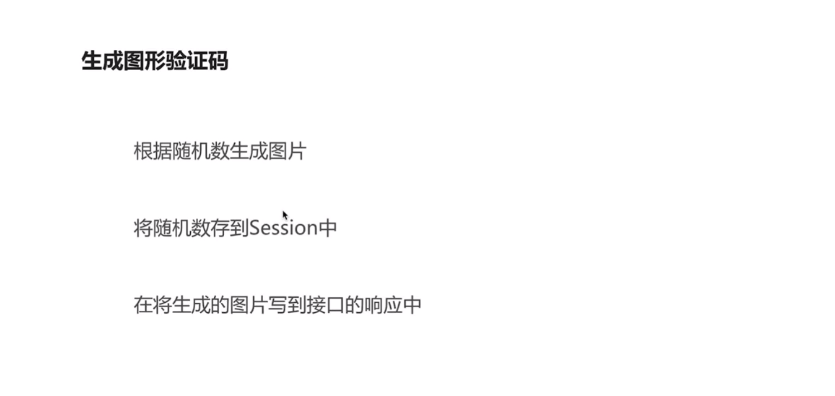 生成图形验证码
根据随机数生成图片
将随机数存到Session中
在将生成的图片写到接口的响应中